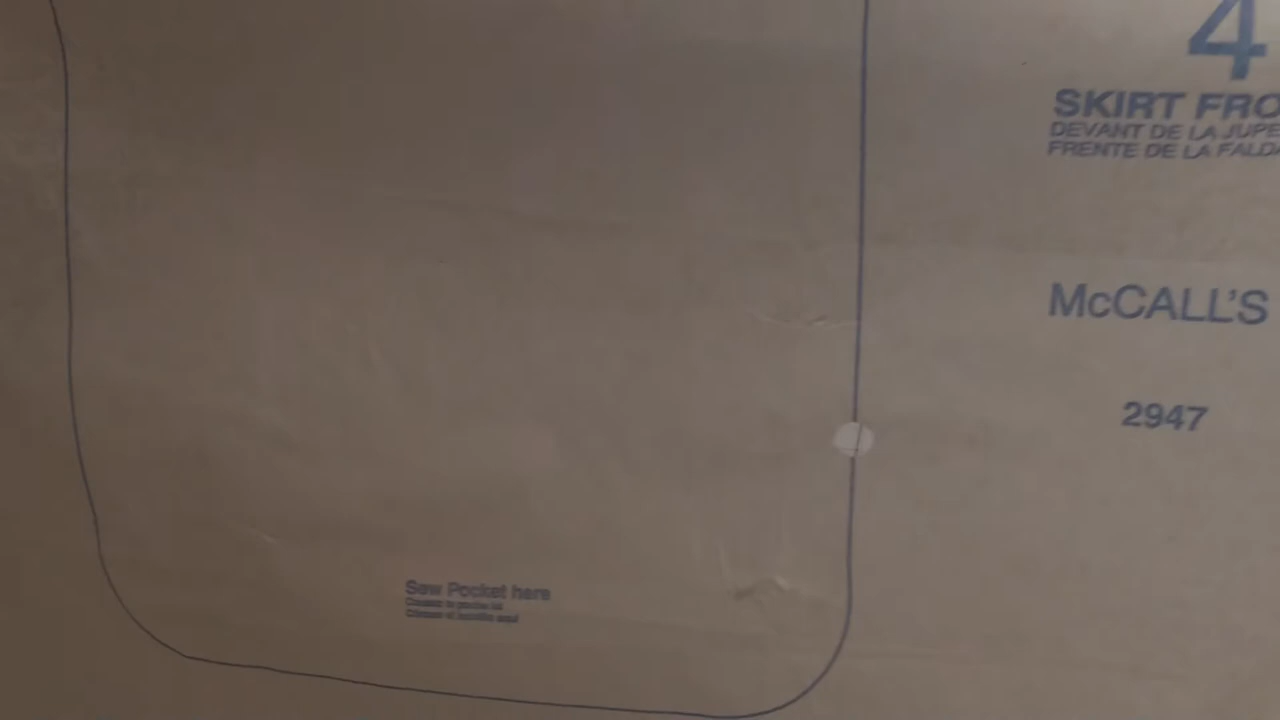 4
SKIRT FRO
DEVANT DE LA JUPE
FRENTE DE LA FALDA
McCALL'S
2947
Sew Pocket here